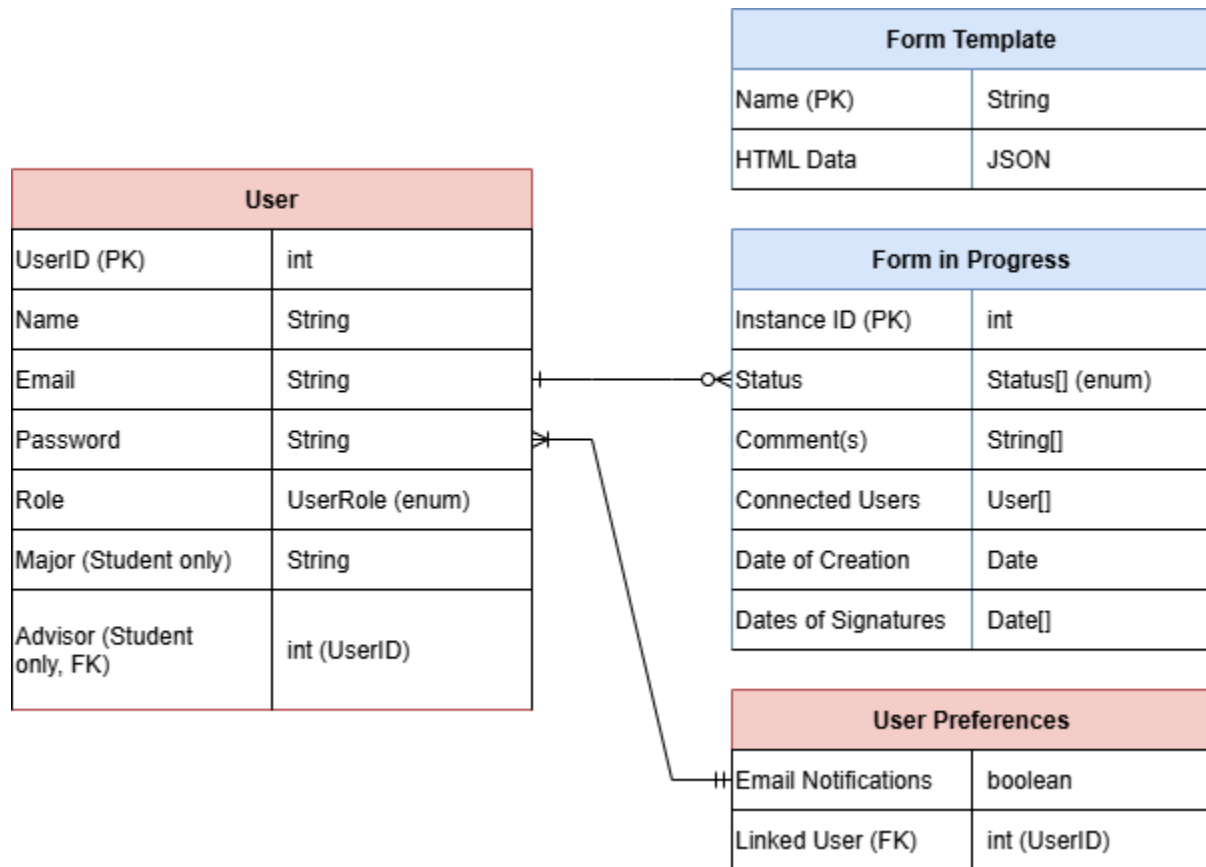 Form Template
Name (PK) String
HTML Data JSON
User
UserID (PK) int
Name String
Email String
Password String
Role UserRole (enum)
Major (Student only) String
Advisor (Student
only, FK) int (UserID)
Form in Progress
Instance ID (PK) int
Status Status[] (enum)
Comment(s) String[]
Connected Users User[]
Date of Creation Date
Dates of Signatures Date[]
User Preferences
Email Notifications boolean
Linked User (FK) int (UserID)